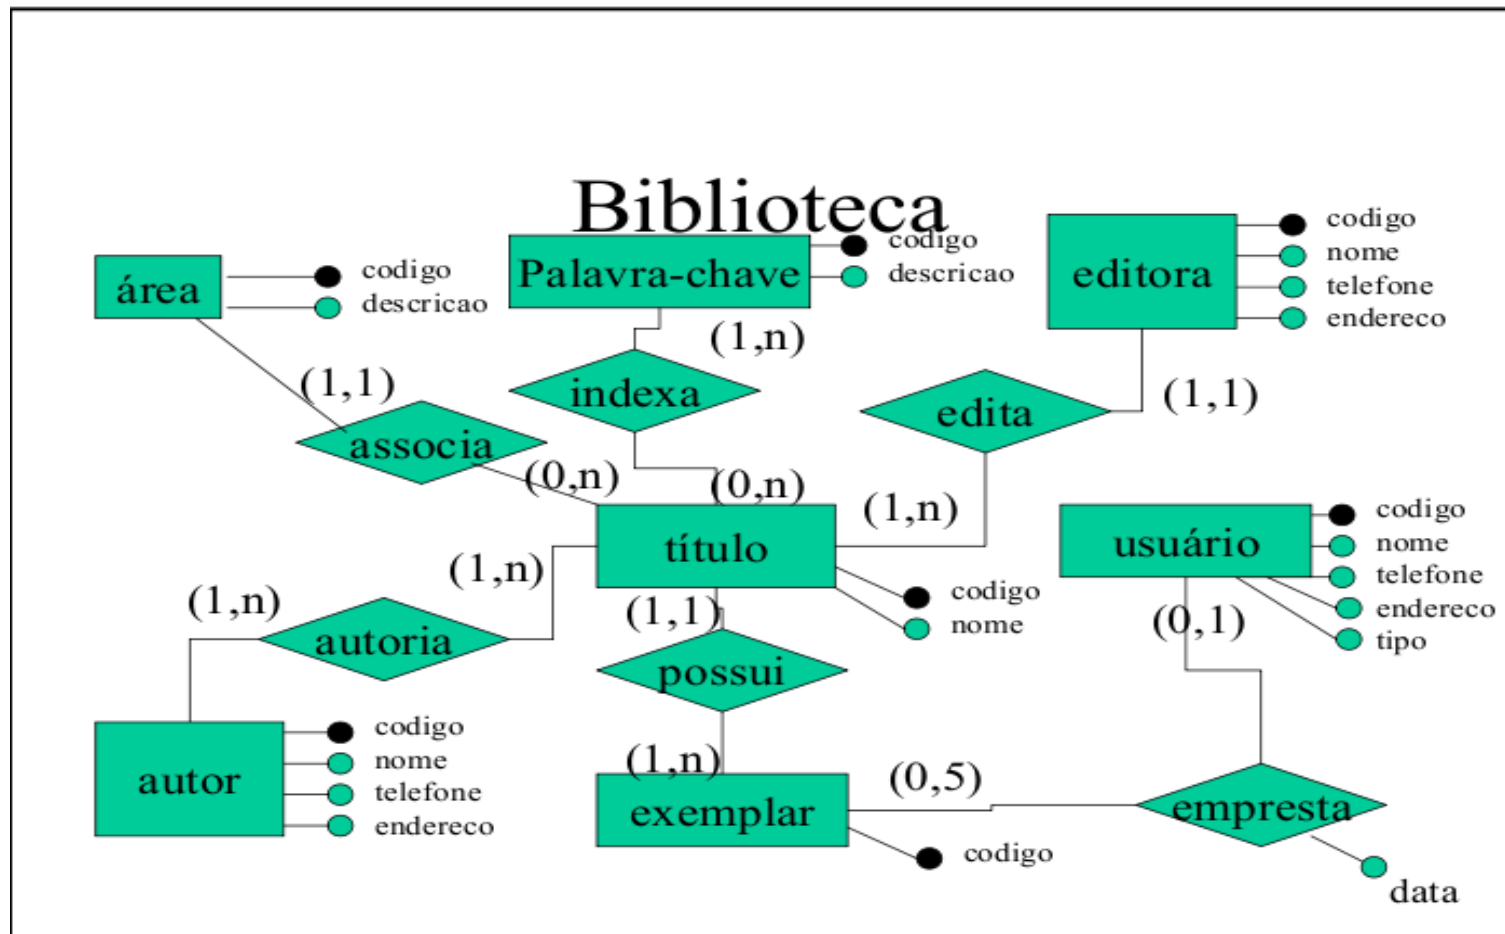 Biblioteca
área
codigo
descricao
Palavra-chave
codigo
descricao
editora
codigo
nome
telefone
endereco
(1,1)
associa
(0,n)
(1,n)
indexa
(0,n)
(1,1)
edita
(1,n)
título
codigo
nome
usuário
codigo
nome
telefone
endereco
tipo
(1,n)
autoria
(1,n)
(1,1)
possui
(1,n)
(0,1)
autor
codigo
nome
telefone
endereco
exemplar
codigo
(0,5)
empresta
data